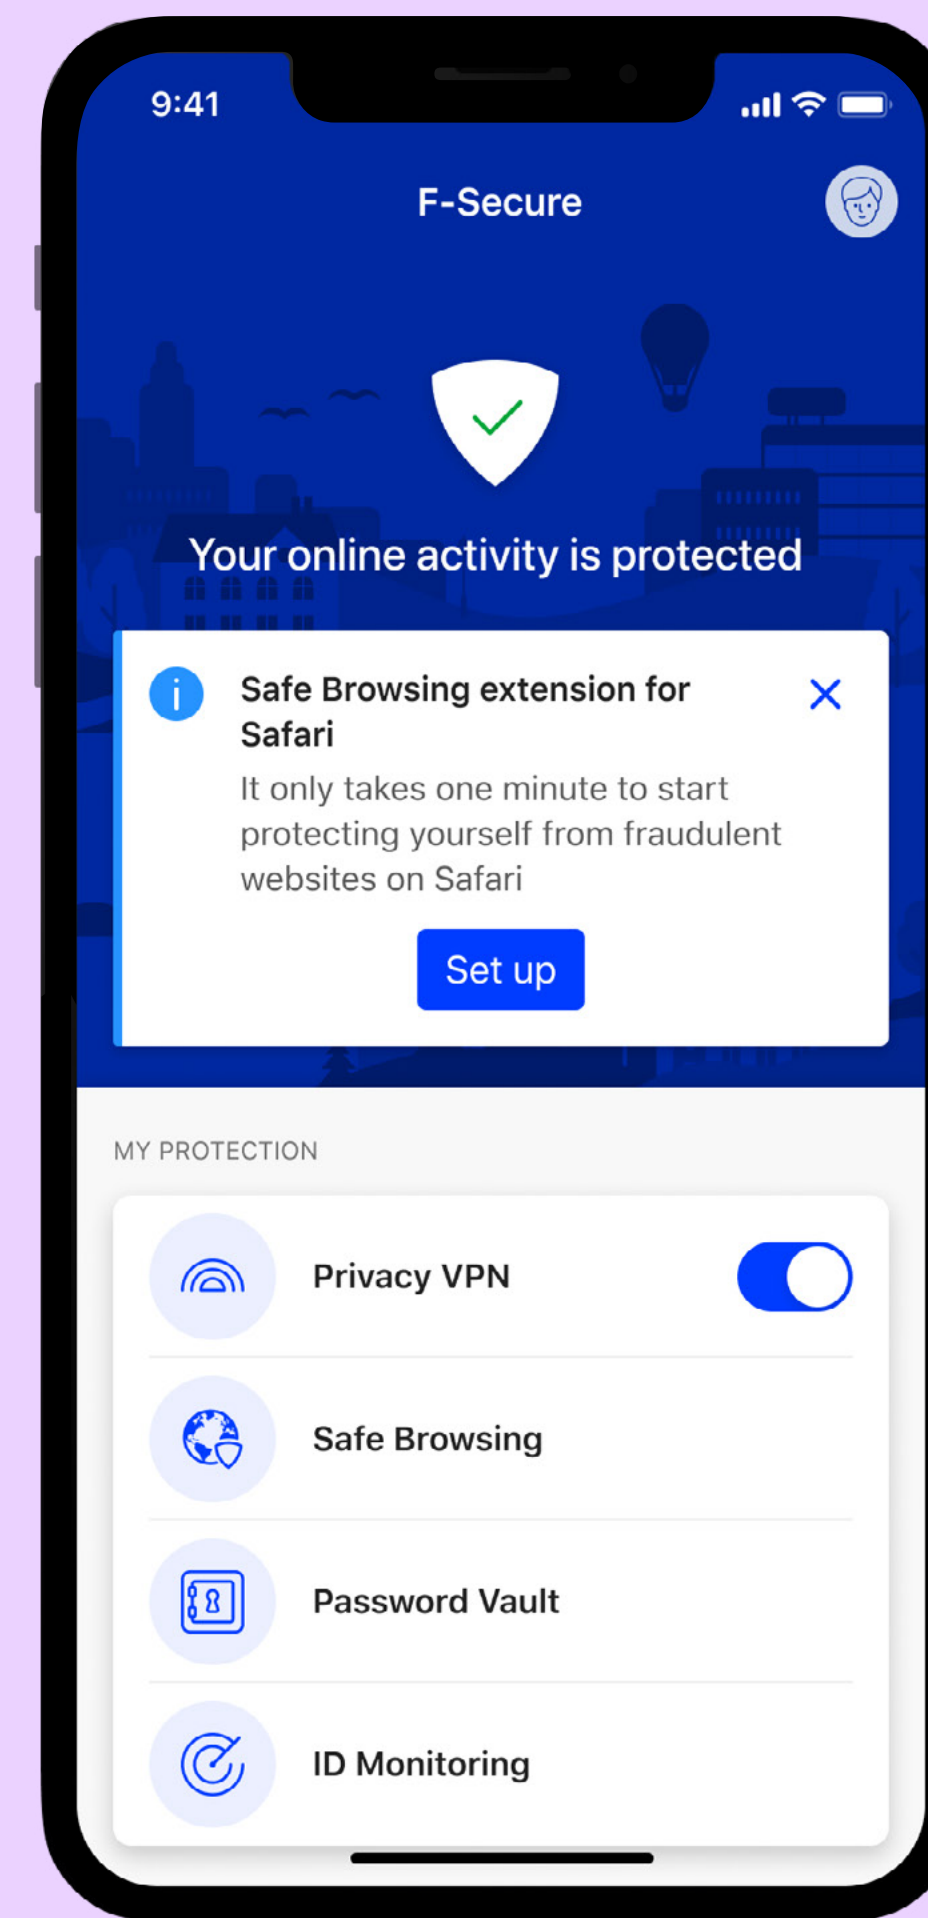 9:41
F-Secure
Your online activity is protected
Safe Browsing extension for
Safari
It only takes one minute to start
protecting yourself from fraudulent
websites on Safari
Set up
MY PROTECTION
Privacy VPN
Safe Browsing
Password Vault
ID Monitoring